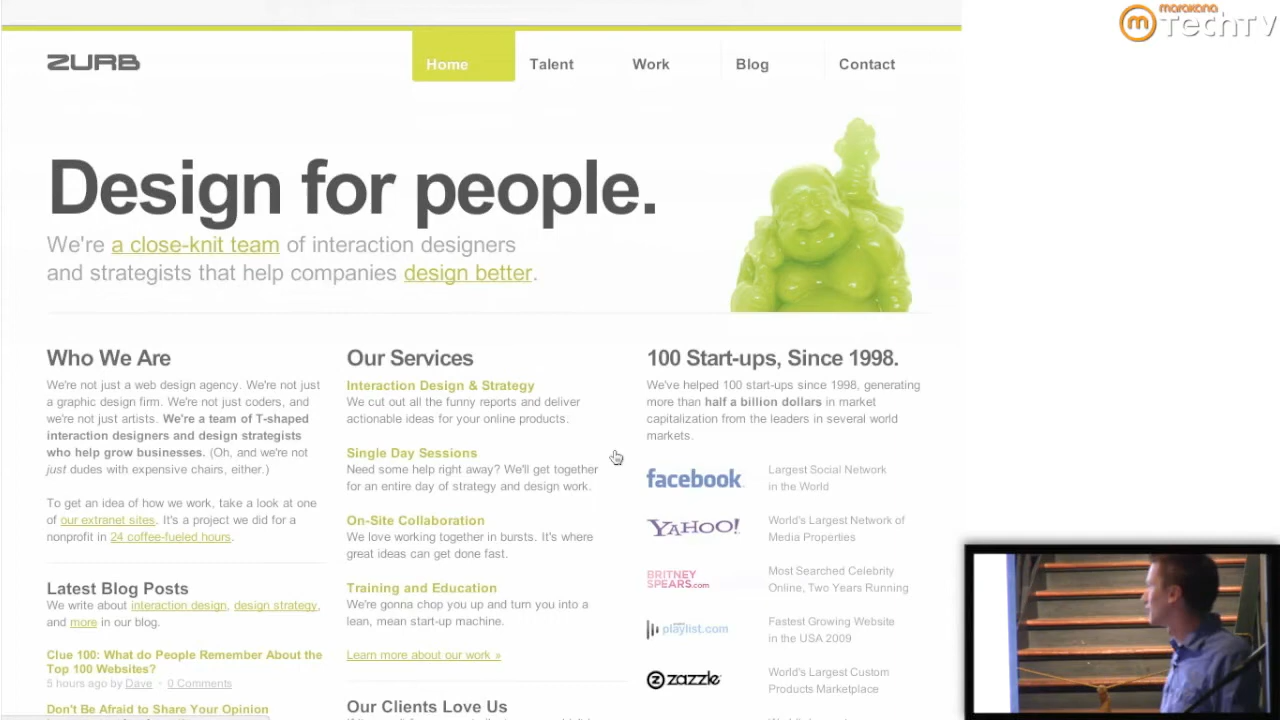 marakana
m TechTV
ZURB
Home
Talent
Work
Blog
Contact
Design for people.
We're a close-knit team of interaction designers
and strategists that help companies design better.
Who We Are
We're not just a web design agency. We're not just
a graphic design firm. We're not just coders, and
we're not just artists. We're a team of T-shaped
interaction designers and design strategists
who help grow businesses. (Oh, and we're not
just dudes with expensive chairs, either.)
To get an idea of how we work, take a look at one
of our extranet sites. It's a project we did for a
nonprofit in 24 coffee-fueled hours.
Latest Blog Posts
We write about interaction design, design strategy,
and more in our blog.
Clue 100: What do People Remember About the
Top 100 Websites?
5 hours ago by Dave · 0 Comments
Don't Be Afraid to Share Your Opinion
Our Services
Interaction Design & Strategy
We cut out all the funny reports and deliver
actionable ideas for your online products.
Single Day Sessions
Need some help right away? We'll get together
for an entire day of strategy and design work.
On-Site Collaboration
We love working together in bursts. It's where
great ideas can get done fast.
Training and Education
We're gonna chop you up and turn you into a
lean, mean start-up machine.
Learn more about our work »
Our Clients Love Us
100 Start-ups, Since 1998.
We've helped 100 start-ups since 1998, generating
more than half a billion dollars in market
capitalization from the leaders in several world
markets.
facebook
Largest Social Network
in the World
YAHOO!
World's Largest Network of
Media Properties
BRITNEY
SPEARS.com
Most Searched Celebrity
Online, Two Years Running
playlist.com
Fastest Growing Website
in the USA 2009
zazzle
World's Largest Custom
Products Marketplace